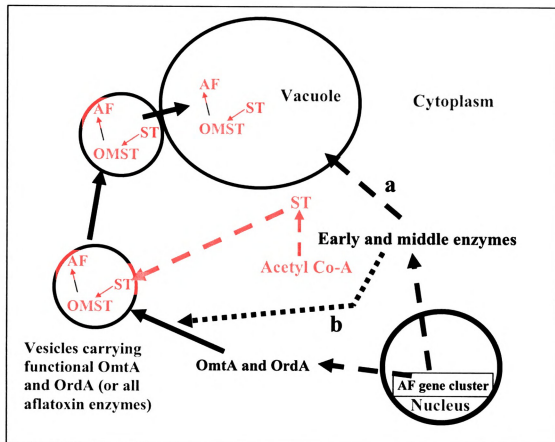 AF
ST
OMST
AF
ST
OMST
Vacuole
Cytoplasm
a
ST
Early and middle enzymes
Acetyl Co-A
AF
ST
OMST
b
Vesicles carrying
functional OmtA
and OrdA (or all
aflatoxin enzymes)
OmtA and OrdA
AF gene cluster
Nucleus